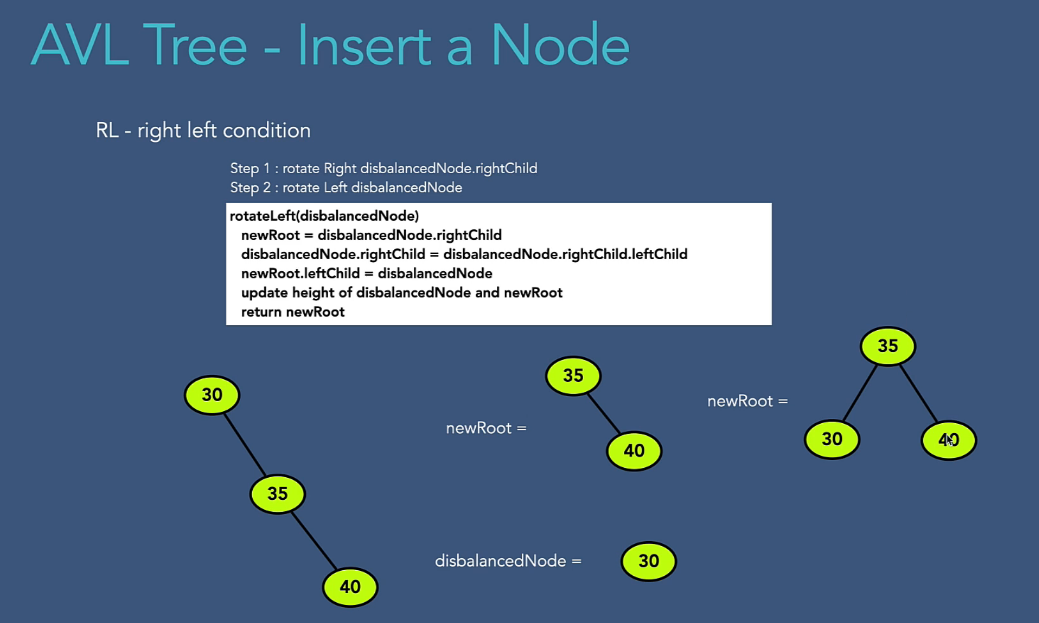 AVL Tree - Insert a Node
RL - right left condition
Step 1 : rotate Right disbalancedNode.rightChild
Step 2 : rotate Left disbalancedNode
rotateLeft(disbalancedNode)
newRoot = disbalancedNode.rightChild
disbalancedNode.rightChild = disbalancedNode.rightChild.leftChild
newRoot.leftChild = disbalancedNode
update height of disbalancedNode and newRoot
return newRoot
30
35
40
newRoot =
35
40
disbalancedNode =
30
newRoot =
35
30
40